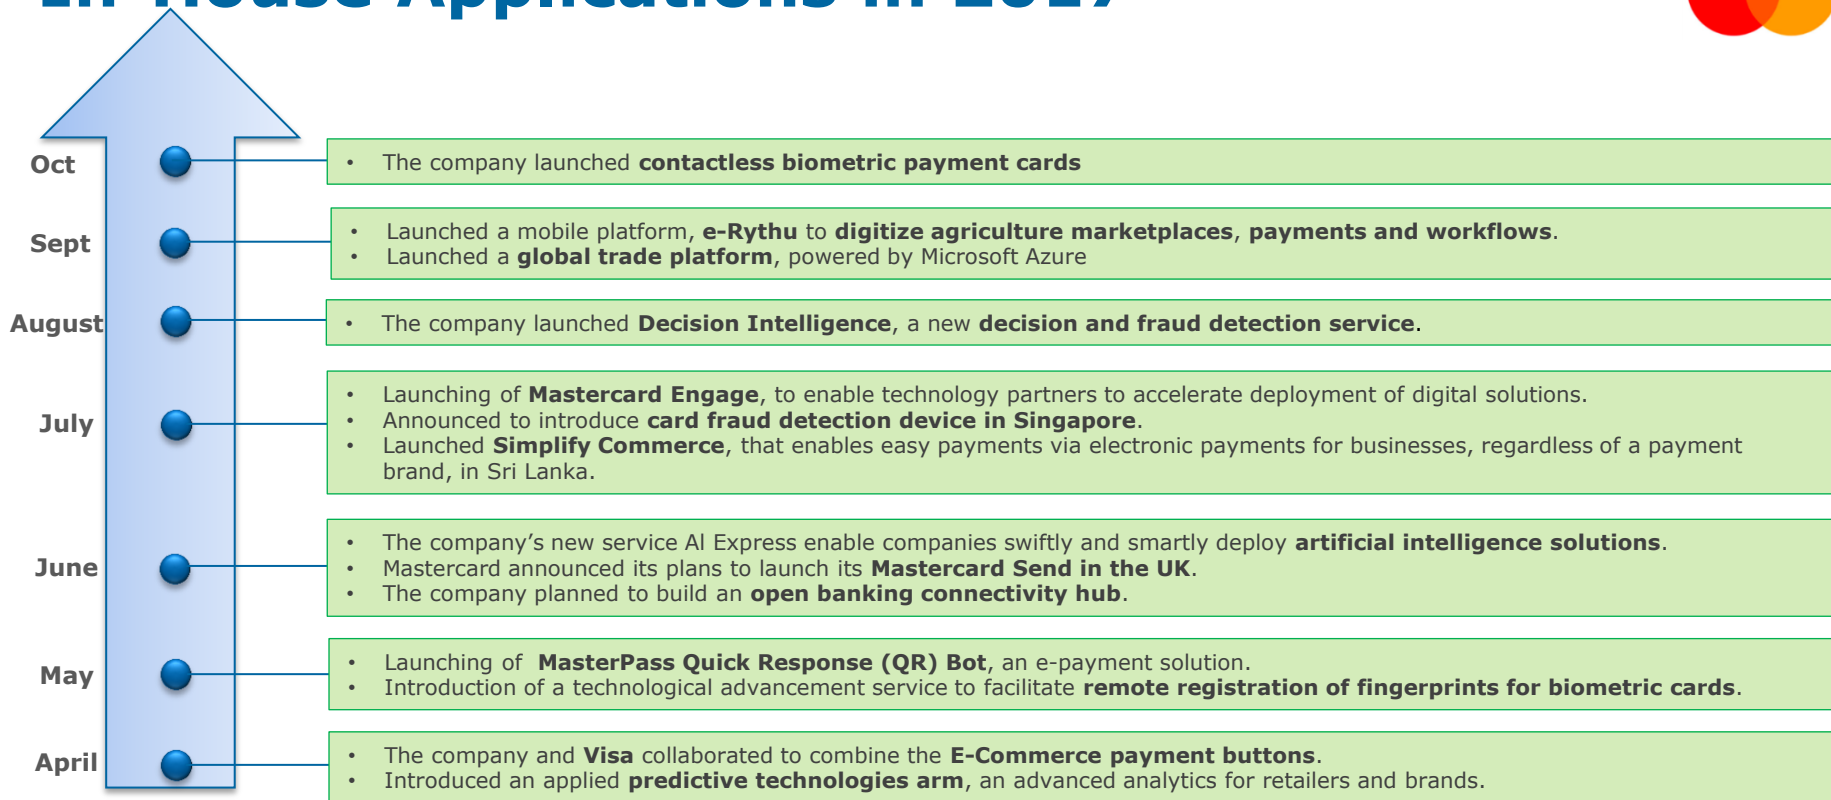 In-House Applications in 2017
Oct
• The company launched contactless biometric payment cards
Sept
• Launched a mobile platform, e-Rythu to digitize agriculture marketplaces, payments and workflows.
• Launched a global trade platform, powered by Microsoft Azure
August
• The company launched Decision Intelligence, a new decision and fraud detection service.
July
• Launching of Mastercard Engage, to enable technology partners to accelerate deployment of digital solutions.
• Announced to introduce card fraud detection device in Singapore.
• Launched Simplify Commerce, that enables easy payments via electronic payments for businesses, regardless of a payment
brand, in Sri Lanka.
June
• The company’s new service Al Express enable companies swiftly and smartly deploy artificial intelligence solutions.
• Mastercard announced its plans to launch its Mastercard Send in the UK.
• The company planned to build an open banking connectivity hub.
May
• Launching of MasterPass Quick Response (QR) Bot, an e-payment solution.
• Introduction of a technological advancement service to facilitate remote registration of fingerprints for biometric cards.
April
• The company and Visa collaborated to combine the E-Commerce payment buttons.
• Introduced an applied predictive technologies arm, an advanced analytics for retailers and brands.